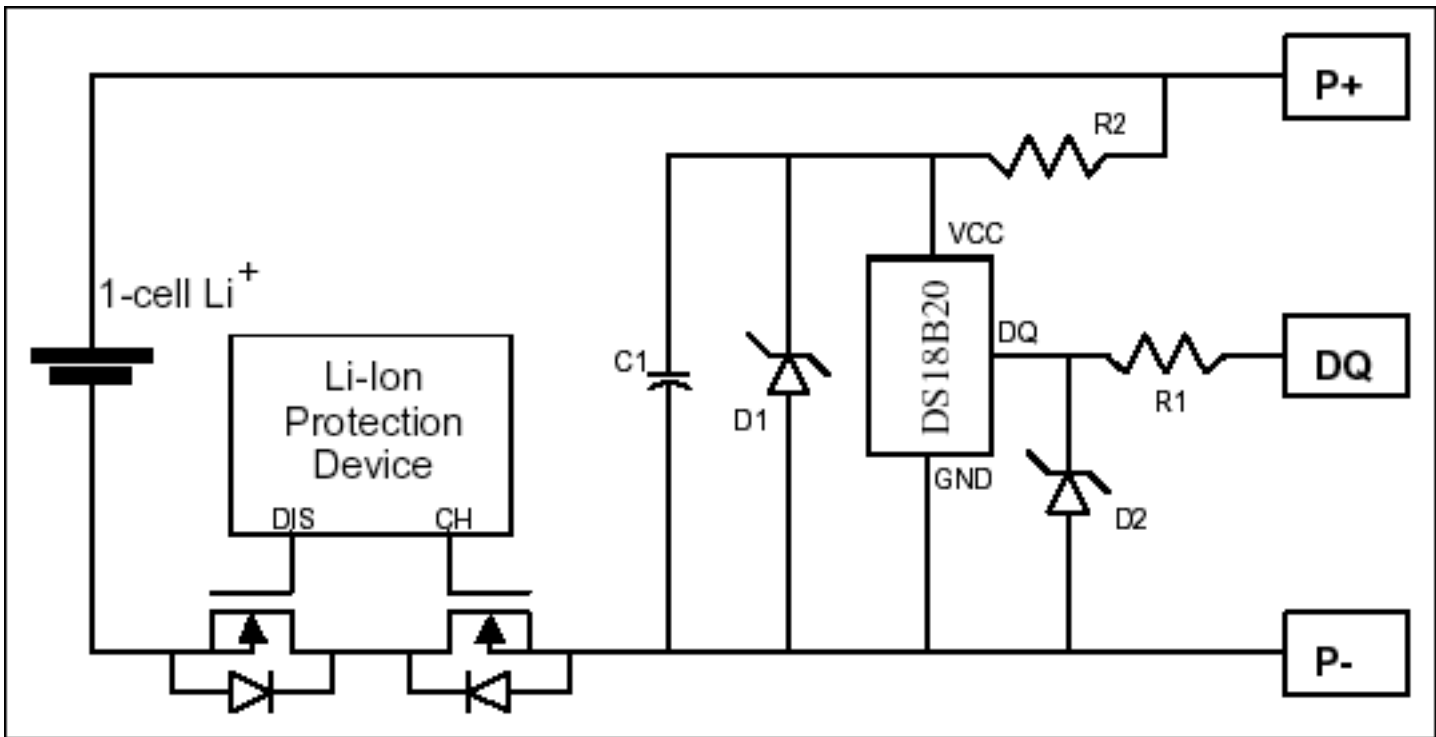 P+
R2
VCC
1-cell Li+
DS18B20
DQ
DQ
C1
Li-Ion
Protection
Device
D1
R1
GND
DIS
CH
D2
P-